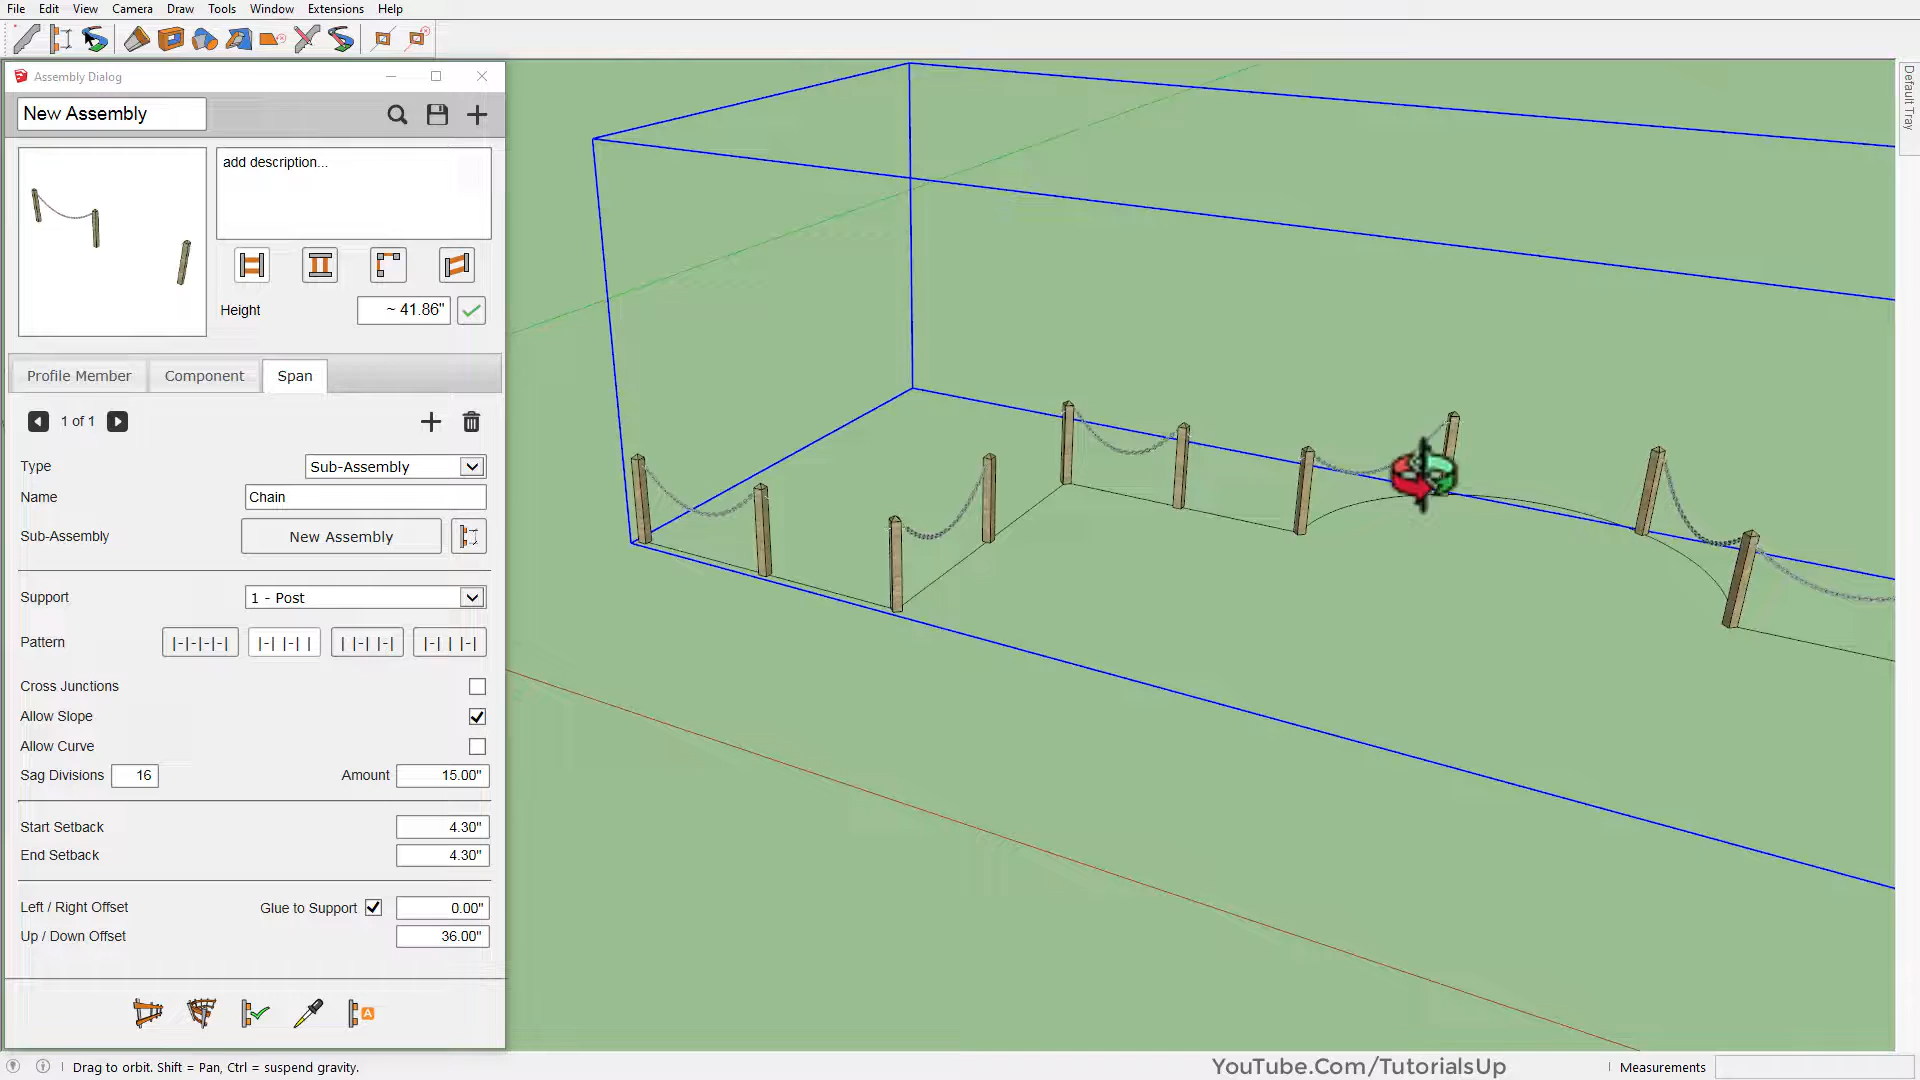 File Edit View Camera Draw Tools Window Extensions Help
Assembly Dialog
New Assembly
add description...
Height ~ 41.86"
Profile Member Component Span
1 of 1
Type Sub-Assembly
Name Chain
Sub-Assembly New Assembly
Support 1 - Post
Pattern |-|-|-|-| |-| |-| | | |-| |-| |-| | |-|
Cross Junctions
Allow Slope
Allow Curve
Sag Divisions 16 Amount 15.00"
Start Setback 4.30"
End Setback 4.30"
Left / Right Offset Glue to Support 0.00"
Up / Down Offset 36.00"
A
Drag to orbit. Shift = Pan, Ctrl = suspend gravity.
YouTube.Com/TutorialsUp
Measurements
Default Tray